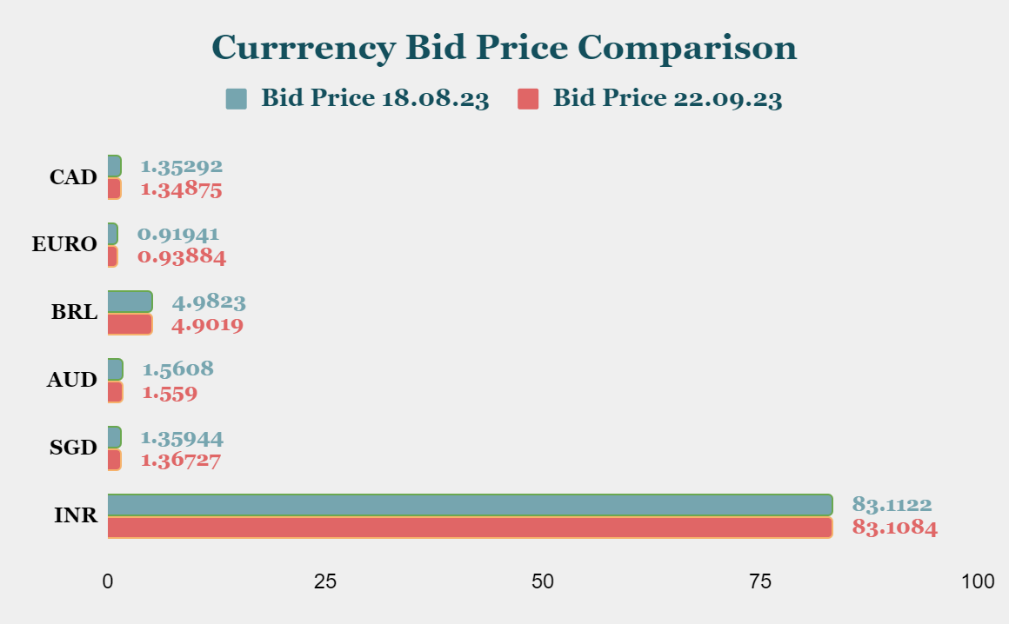 Currrency Bid Price Comparison
Bid Price 18.08.23 Bid Price 22.09.23
CAD 1.35292
1.34875
EURO 0.91941
0.93884
BRL 4.9823
4.9019
AUD 1.5608
1.559
SGD 1.35944
1.36727
INR 83.1122
83.1084
0 25 50 75 100